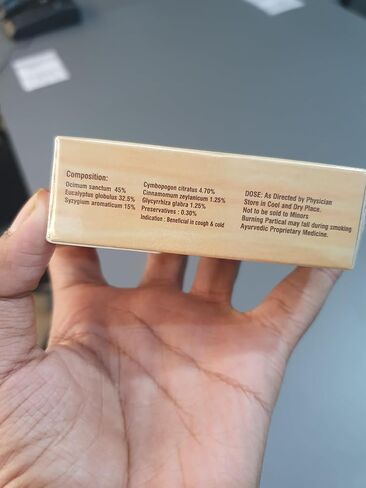 Composition:
Ocimum sanctum 45%
Eucalyptus globulus 32.5%
Syzygium aromaticum 15%
Cymbopogon citratus 4.70%
Cinnamomum zeylanicum 1.25%
Glycyrrhiza glabra 1.25%
Preservatives : 0.30%
Indication : Beneficial in cough & cold
DOSE: As Directed by Physician
Store in Cool and Dry Place.
Not to be sold to Minors
Burning Partical may fall during smoking
Ayurvedic Proprietary Medicine.